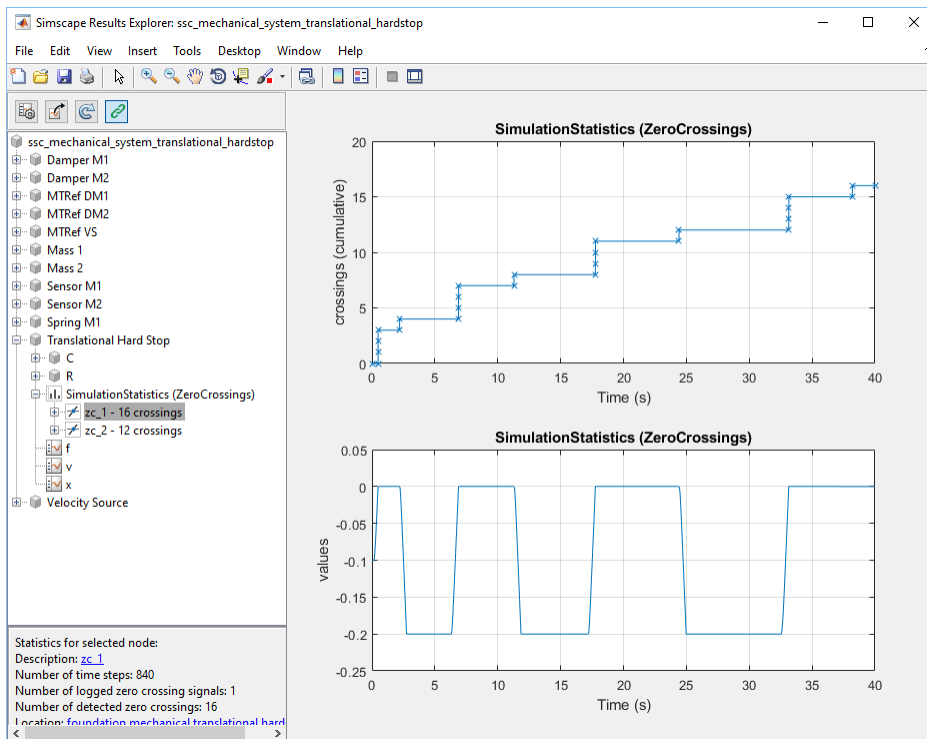 Simscape Results Explorer: ssc_mechanical_system_translational_hardstop
File Edit View Insert Tools Desktop Window Help
ssc_mechanical_system_translational_hardstop
Damper M1
Damper M2
MTRef DM1
MTRef DM2
MTRef VS
Mass 1
Mass 2
Sensor M1
Sensor M2
Spring M1
Translational Hard Stop
C
R
SimulationStatistics (ZeroCrossings)
zc_1 - 16 crossings
zc_2 - 12 crossings
f
v
x
Velocity Source
Statistics for selected node:
Description: zc_1
Number of time steps: 840
Number of logged zero crossing signals: 1
Number of detected zero crossings: 16
Location: foundation.mechanical.translational.hard
SimulationStatistics (ZeroCrossings)
crossings (cumulative)
20
15
10
5
0
0 5 10 15 20 25 30 35 40
Time (s)
SimulationStatistics (ZeroCrossings)
values
0.05
0
-0.05
-0.1
-0.15
-0.2
-0.25
0 5 10 15 20 25 30 35 40
Time (s)